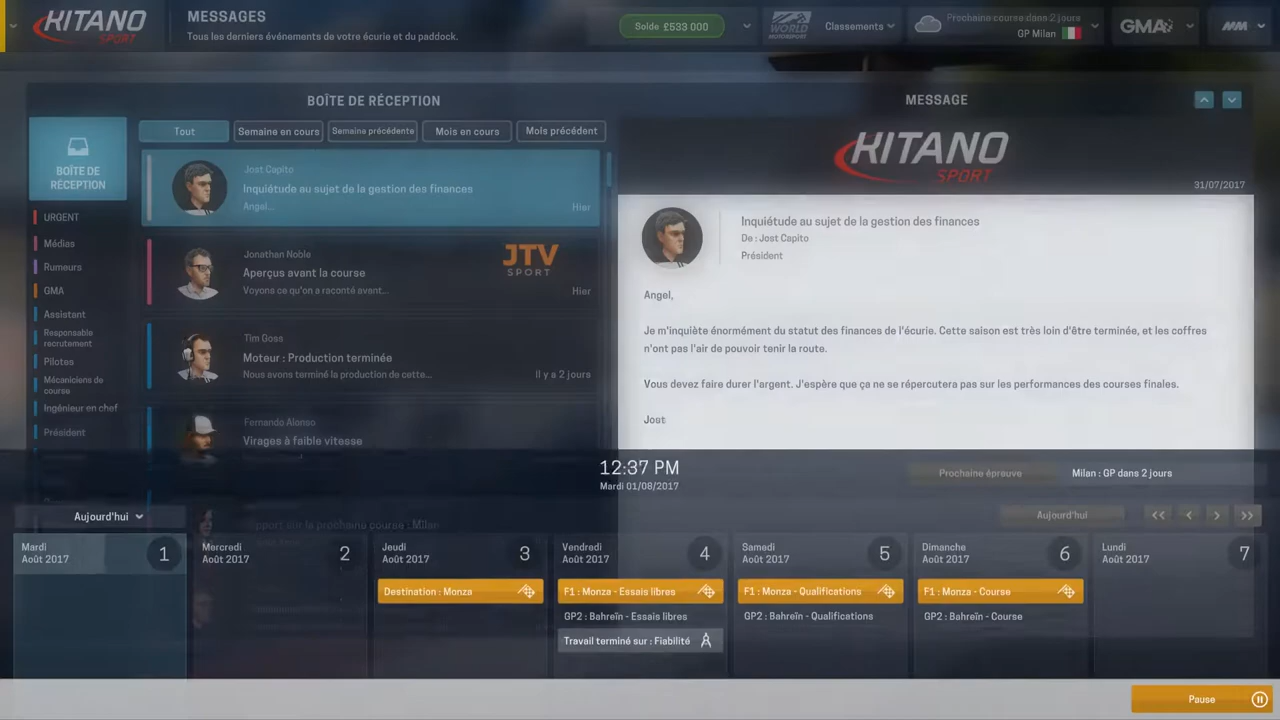 KITANO
SPORT
MESSAGES
Tous les derniers événements de votre écurie et du paddock.
Solde £533 000
WORLD
MOTORSPORT
Classements
Prochaine course dans 2 jours
GP Milan
GMA
BOÎTE DE RÉCEPTION
MESSAGE
BOÎTE DE
RÉCEPTION
Tout
Semaine en cours
Semaine précédente
Mois en cours
Mois précédent
URGENT
Médias
Rumeurs
GMA
Assistant
Responsable
recrutement
Pilotes
Mécaniciens de
course
Ingénieur en chef
Président
Jost Capito
Inquiétude au sujet de la gestion des finances
Angel...
Hier
Jonathan Noble
Aperçus avant la course
Voyons ce qu'on a raconté avant...
JTV
SPORT
Hier
Tim Goss
Moteur : Production terminée
Nous avons terminé la production de cette...
Il y a 2 jours
Fernando Alonso
Virages à faible vitesse
KITANO
SPORT
31/07/2017
Inquiétude au sujet de la gestion des finances
De : Jost Capito
Président
Angel,
Je m'inquiète énormément du statut des finances de l'écurie. Cette saison est très loin d'être terminée, et les coffres
n'ont pas l'air de pouvoir tenir la route.
Vous devez faire durer l'argent. J'espère que ça ne se répercutera pas sur les performances des courses finales.
Jost
12:37 PM
Mardi 01/08/2017
Prochaine épreuve
Milan : GP dans 2 jours
Aujourd'hui
pport sur la prochaine course : Milan
Aujourd'hui
Mardi
Août 2017
1
Mercredi
Août 2017
2
Jeudi
Août 2017
3
Destination : Monza
Vendredi
Août 2017
4
F1 : Monza - Essais libres
GP2 : Bahreïn - Essais libres
Travail terminé sur : Fiabilité
Samedi
Août 2017
5
F1 : Monza - Qualifications
GP2 : Bahreïn - Qualifications
Dimanche
Août 2017
6
F1 : Monza - Course
GP2 : Bahreïn - Course
Lundi
Août 2017
7
Pause